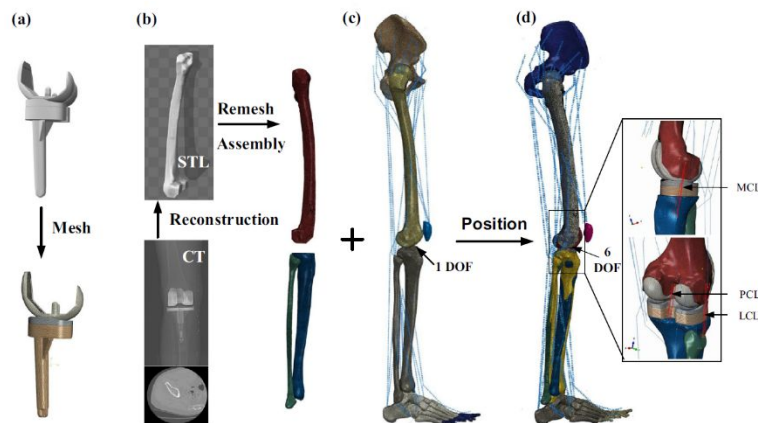 (a)
(b)
(c)
(d)
Mesh
STL
Remesh
Assembly
Reconstruction
CT
+
1 DOF
Position
6
DOF
MCL
PCL
LCL